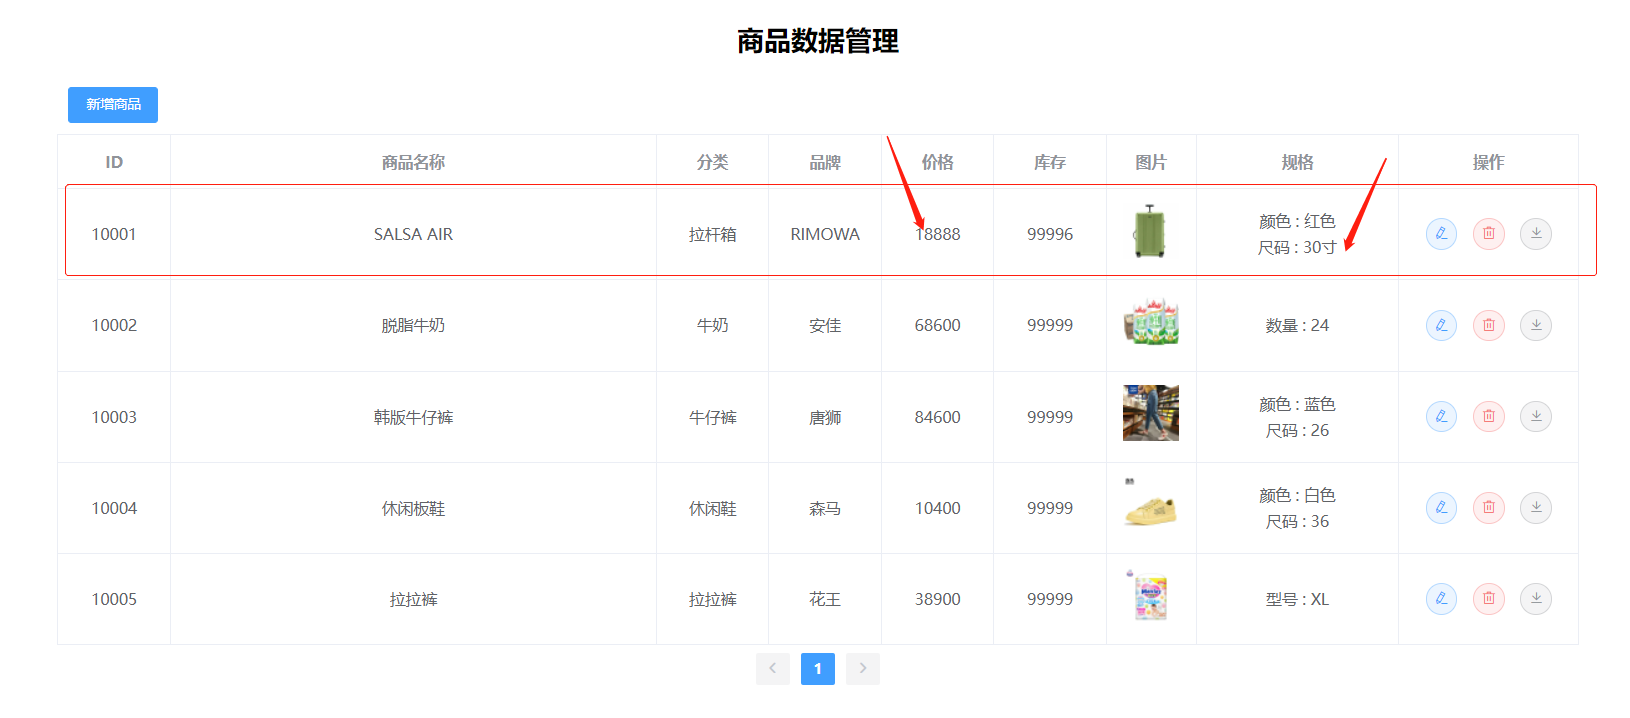 商品数据管理
新增商品
ID 商品名称 分类 品牌 价格 库存 图片 规格 操作
10001 SALSA AIR 拉杆箱 RIMOWA 18888 99996 颜色 : 红色
尺码 : 30寸
10002 脱脂牛奶 牛奶 安佳 68600 99999 数量 : 24
10003 韩版牛仔裤 牛仔裤 唐狮 84600 99999 颜色 : 蓝色
尺码 : 26
10004 休闲板鞋 休闲鞋 森马 10400 99999 颜色 : 白色
尺码 : 36
10005 拉拉裤 拉拉裤 花王 38900 99999 型号 : XL
1